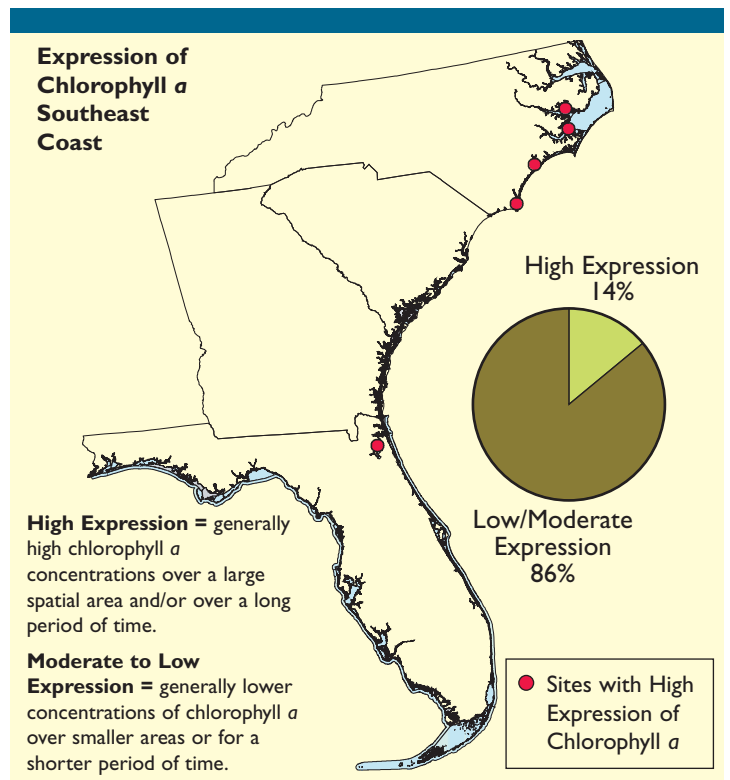 Expression of
Chlorophyll a
Southeast
Coast
High Expression
14%
Low/Moderate
Expression
86%
High Expression = generally
high chlorophyll a
concentrations over a large
spatial area and/or over a long
period of time.
Moderate to Low
Expression = generally lower
concentrations of chlorophyll a
over smaller areas or for a
shorter period of time.
Sites with High
Expression of
Chlorophyll a